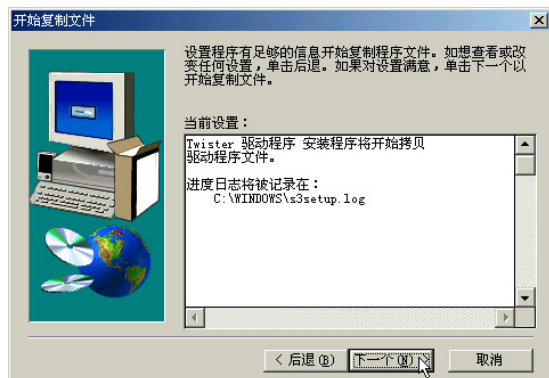 开始复制文件
设置程序有足够的信息开始复制程序文件。如想查看或改
变任何设置，单击后退。如果对设置满意，单击下一个以
开始复制文件。
当前设置：
Twister 驱动程序 安装程序将开始拷贝
驱动程序文件。
进度日志将被记录在：
C:\WINDOWS\s3setup.log
< 后退(B)
下一个(N) >
取消